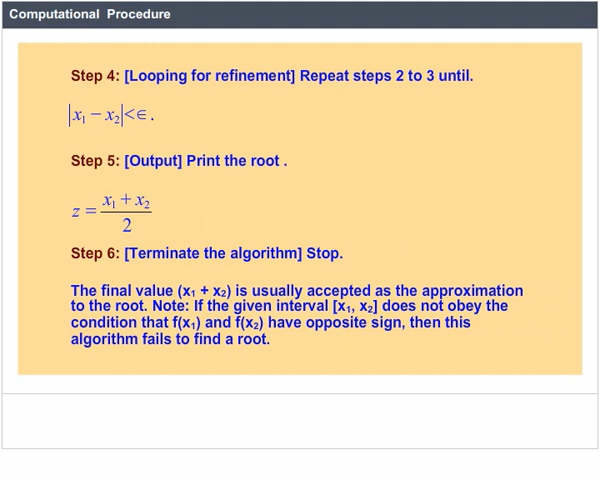 Computational Procedure
Step 4: [Looping for refinement] Repeat steps 2 to 3 until.
|x₁ − x₂|<∈ .
Step 5: [Output] Print the root .
z = (x₁ + x₂) / 2
Step 6: [Terminate the algorithm] Stop.
The final value (x₁ + x₂) is usually accepted as the approximation
to the root. Note: If the given interval [x₁, x₂] does not obey the
condition that f(x₁) and f(x₂) have opposite sign, then this
algorithm fails to find a root.